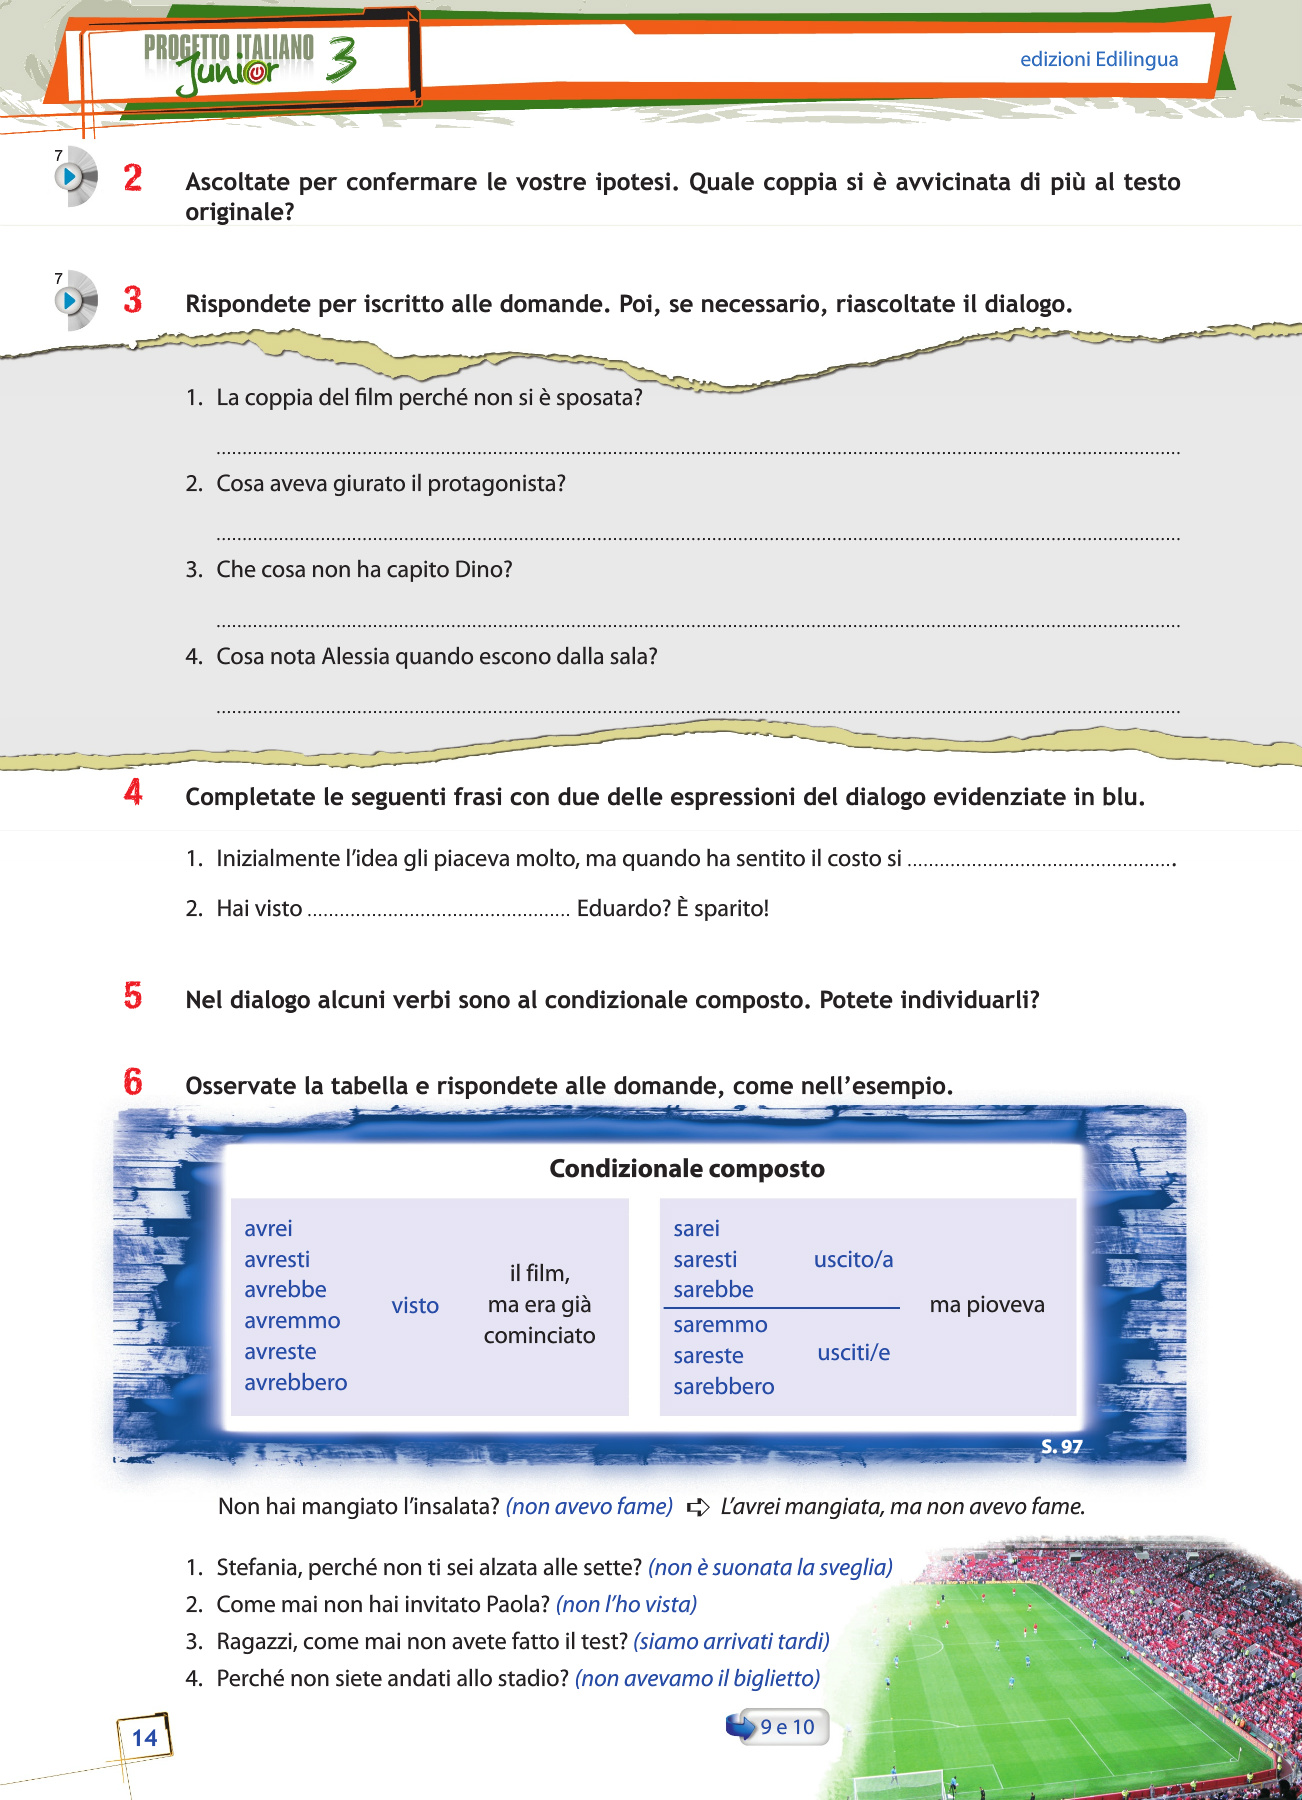 PROGETTO ITALIANO
Junior 3
edizioni Edilingua
7
2 Ascoltate per confermare le vostre ipotesi. Quale coppia si è avvicinata di più al testo
originale?
7
3 Rispondete per iscritto alle domande. Poi, se necessario, riascoltate il dialogo.
1. La coppia del film perché non si è sposata?
2. Cosa aveva giurato il protagonista?
3. Che cosa non ha capito Dino?
4. Cosa nota Alessia quando escono dalla sala?
4 Completate le seguenti frasi con due delle espressioni del dialogo evidenziate in blu.
1. Inizialmente l’idea gli piaceva molto, ma quando ha sentito il costo si ................................................ .
2. Hai visto ................................................ Eduardo? È sparito!
5 Nel dialogo alcuni verbi sono al condizionale composto. Potete individuarli?
6 Osservate la tabella e rispondete alle domande, come nell’esempio.
Condizionale composto
avrei
avresti
avrebbe
avremmo
avreste
avrebbero
visto
il film,
ma era già
cominciato
sarei
saresti
sarebbe
uscito/a
saremmo
sareste
sarebbero
usciti/e
ma pioveva
S. 97
Non hai mangiato l’insalata? (non avevo fame) ➪ L’avrei mangiata, ma non avevo fame.
1. Stefania, perché non ti sei alzata alle sette? (non è suonata la sveglia)
2. Come mai non hai invitato Paola? (non l’ho vista)
3. Ragazzi, come mai non avete fatto il test? (siamo arrivati tardi)
4. Perché non siete andati allo stadio? (non avevamo il biglietto)
9 e 10
14